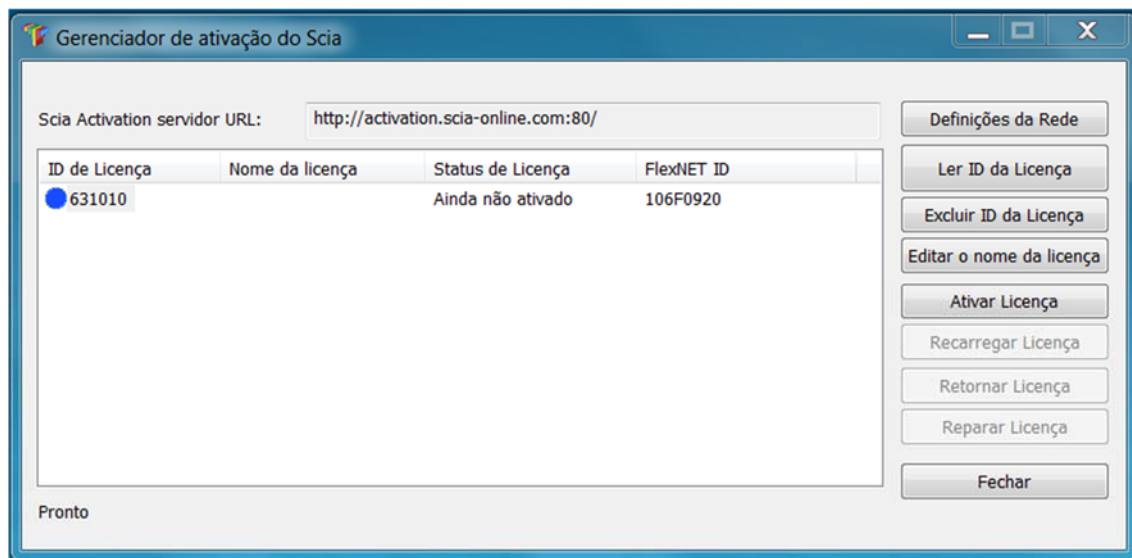 Gerenciador de ativação do Scia
Scia Activation servidor URL: http://activation.scia-online.com:80/
Definições da Rede
ID de Licença Nome da licença Status de Licença FlexNET ID
Ler ID da Licença
631010 Ainda não ativado 106F0920
Excluir ID da Licença
Editar o nome da licença
Ativar Licença
Recarregar Licença
Retornar Licença
Reparar Licença
Fechar
Pronto